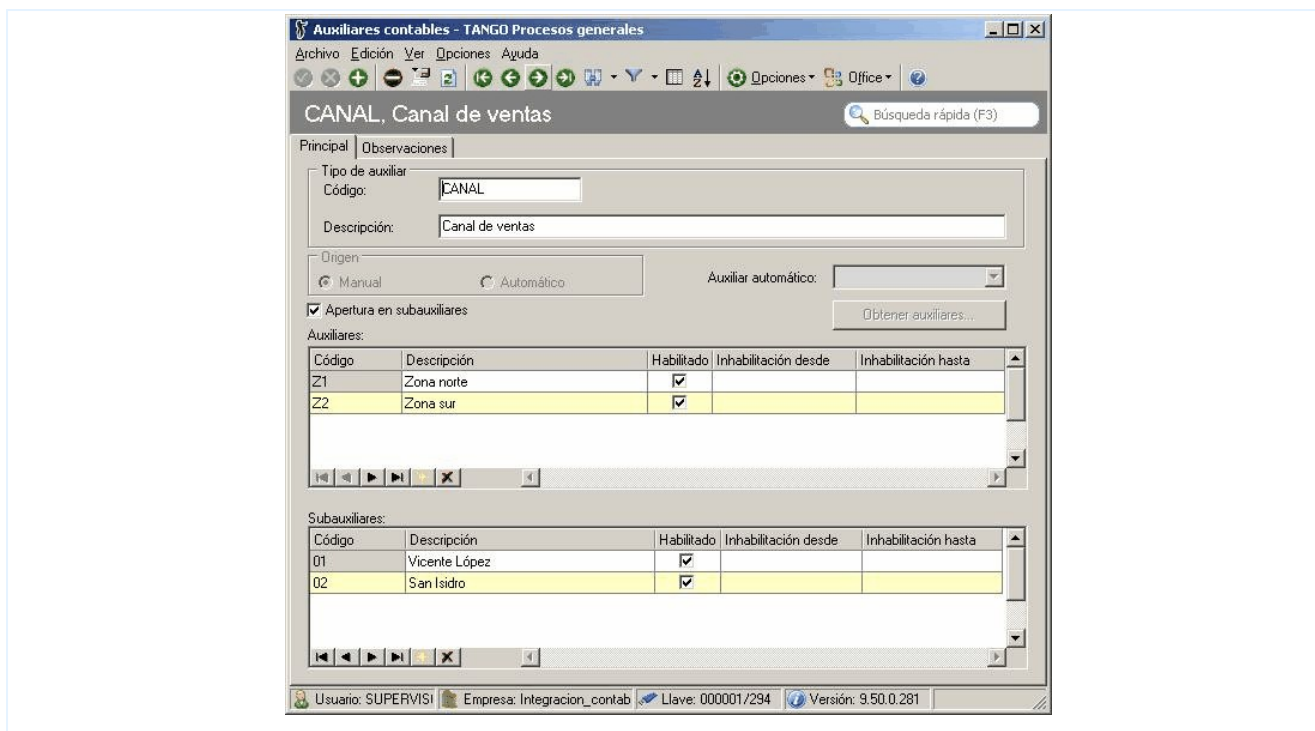 Auxiliares contables - TANGO Procesos generales
Archivo Edición Ver Opciones Ayuda
Opciones Office
CANAL, Canal de ventas
Búsqueda rápida (F3)
Principal Observaciones
Tipo de auxiliar
Código: CANAL
Descripción: Canal de ventas
Origen
Manual Automático
Auxiliar automático:
Apertura en subauxiliares
Obtener auxiliares...
Auxiliares:
Código Descripción Habilitado Inhabilitación desde Inhabilitación hasta
Z1 Zona norte
Z2 Zona sur
Subauxiliares:
Código Descripción Habilitado Inhabilitación desde Inhabilitación hasta
01 Vicente López
02 San Isidro
Usuario: SUPERVISI Empresa: Integracion_contab Llave: 000001/294 Versión: 9.50.0.281